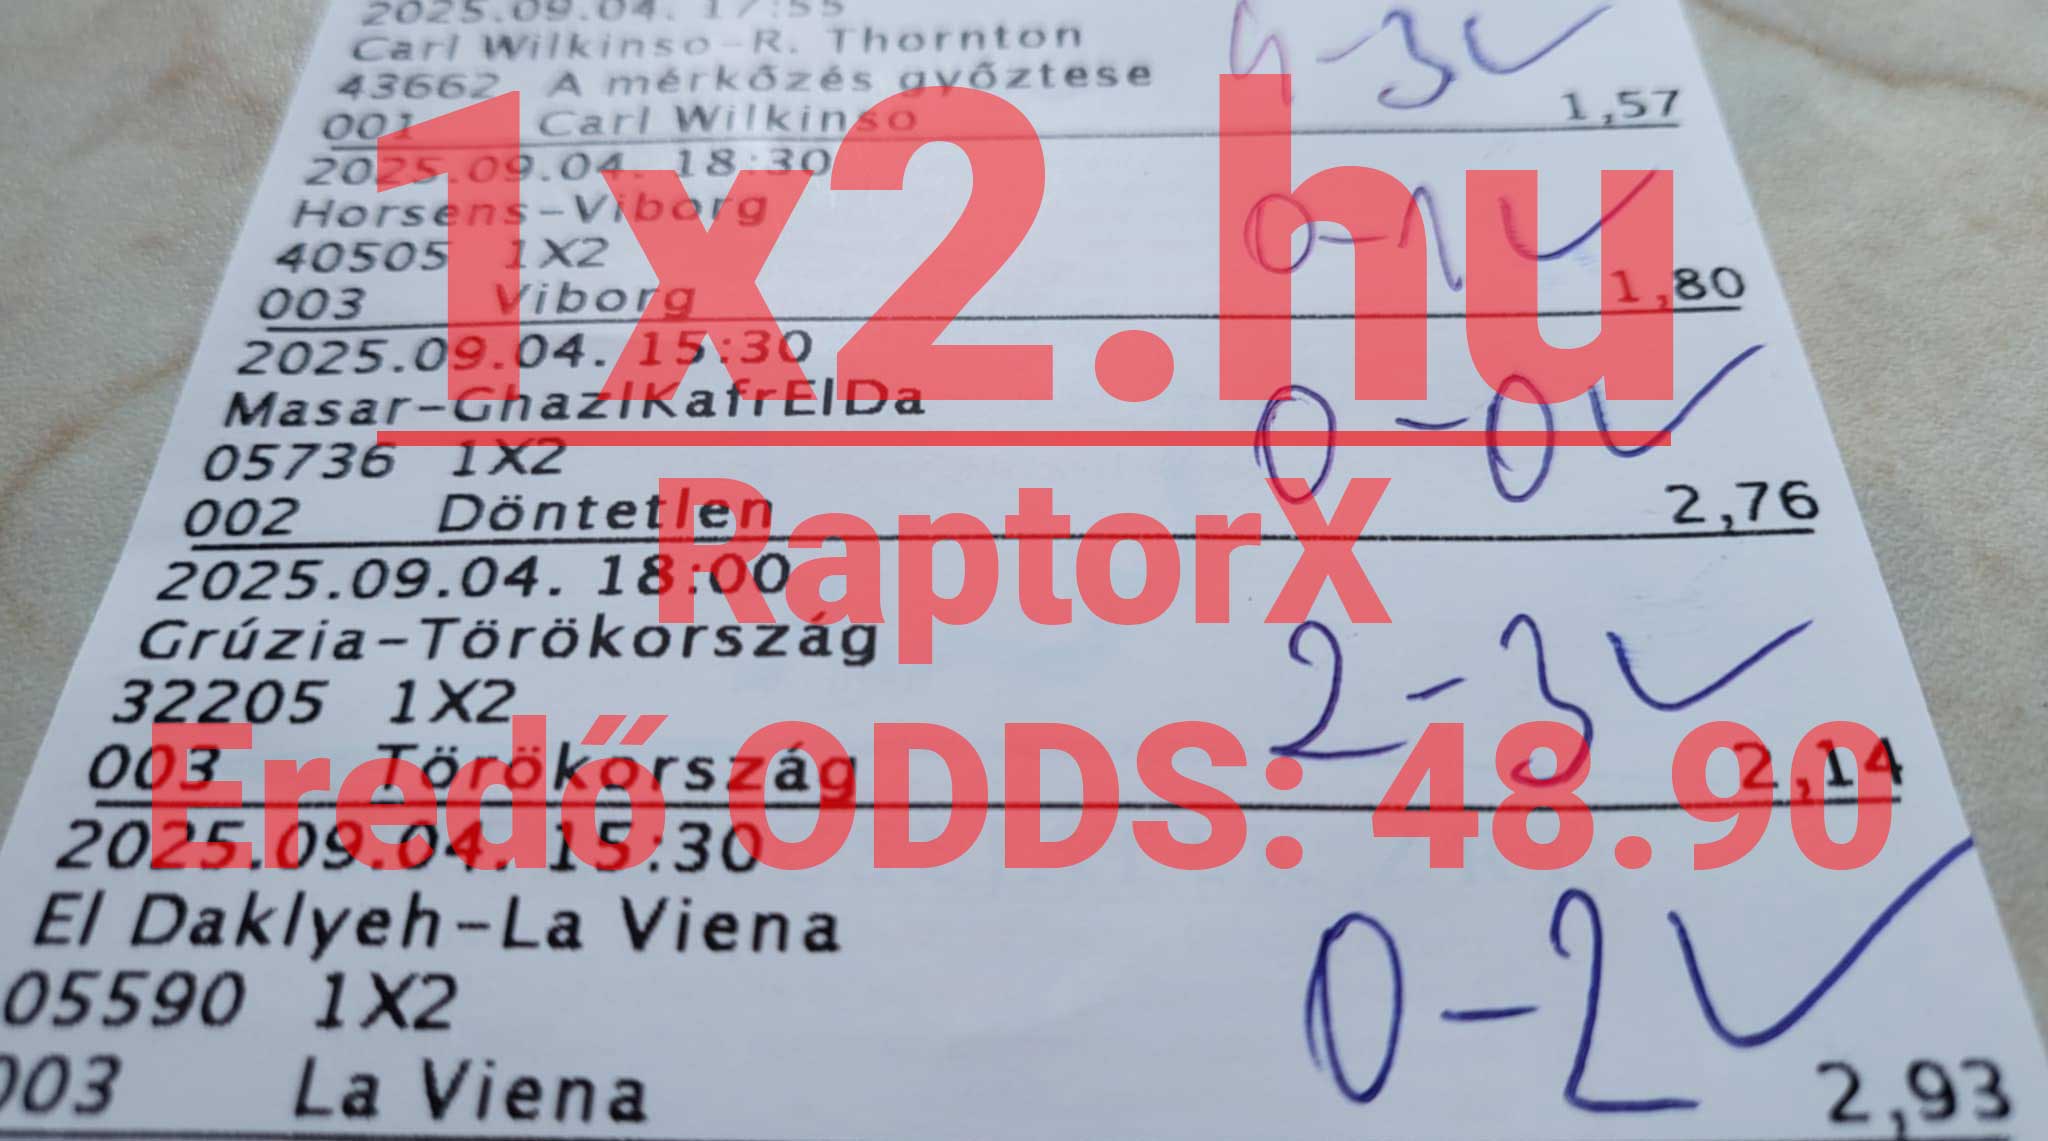 2025.09.04. 17:55
Carl Wilkinso-R. Thornton
43662 A mérkőzés győztese
4-3
001 Carl Wilkinso 1,57
2025.09.04. 18:30
Horsens-Viborg
40505 1X2
0-1
003 Viborg 1,80
2025.09.04. 15:30
Masar-GhazlKafrElDa
05736 1X2
0-0
002 Döntetlen 2,76
2025.09.04. 18:00
Grúzia-Törökország
32205 1X2
2-3
003 Törökország 2,14
2025.09.04. 15:30
El Daklyeh-La Viena
05590 1X2
0-2
003 La Viena 2,93
1x2.hu
RaptorX
Eredő ODDS: 48.90